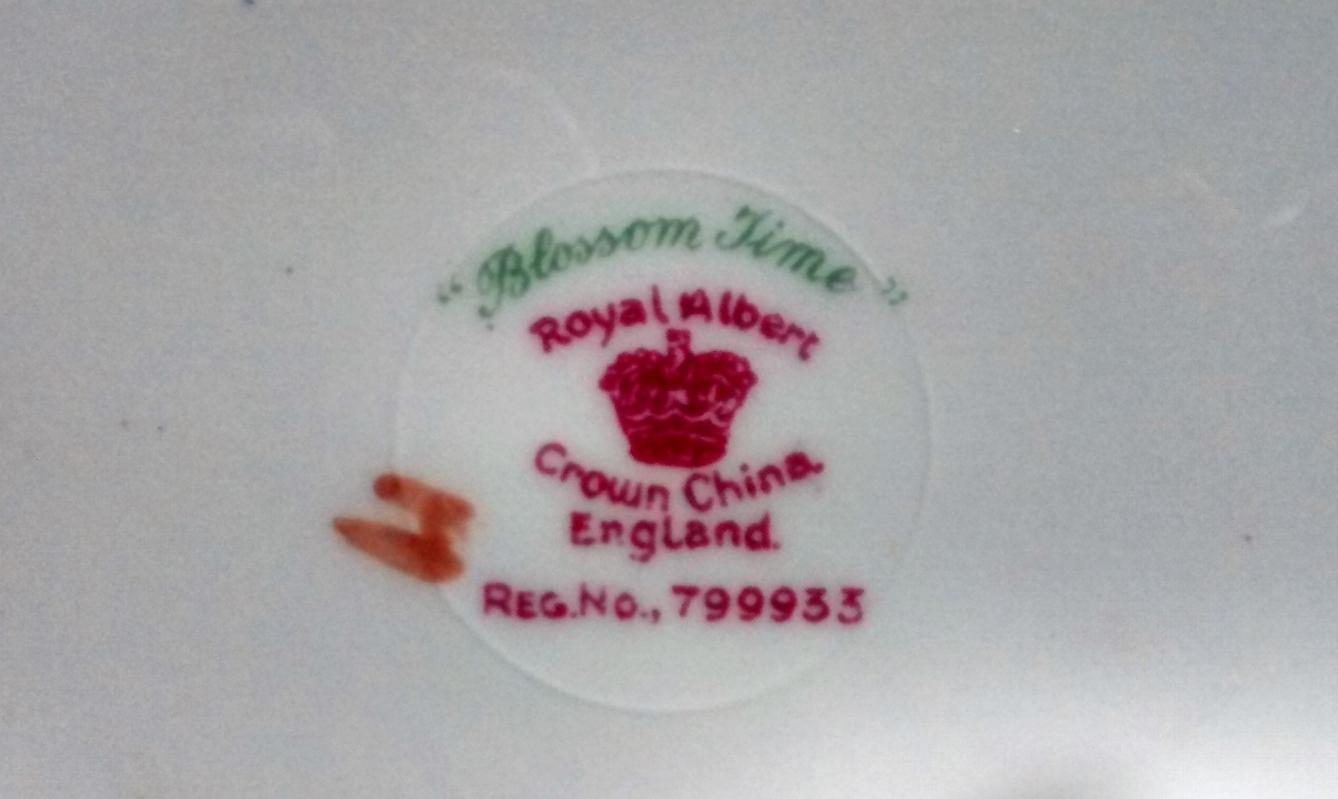 "Blossom Time"
Royal Albert
Crown China
England.
REG.No., 799933